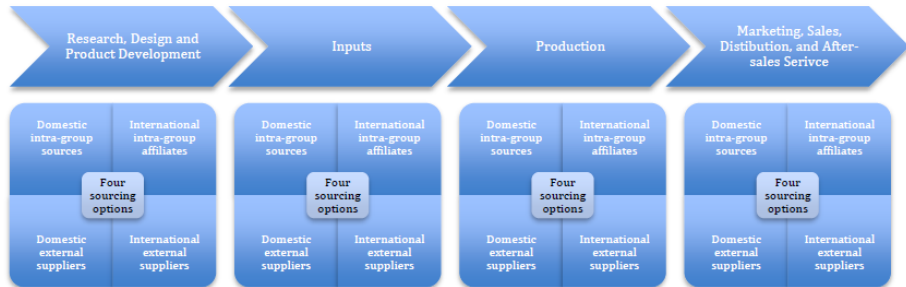 Research, Design and
Product Development
Inputs
Production
Marketing, Sales,
Distibution, and After-
sales Serivce
Domestic
intra-group
sources
International
intra-group
affiliates
Four
sourcing
options
Domestic
external
suppliers
International
external
suppliers
Domestic
intra-group
sources
International
intra-group
affiliates
Four
sourcing
options
Domestic
external
suppliers
International
external
suppliers
Domestic
intra-group
sources
International
intra-group
affiliates
Four
sourcing
options
Domestic
external
suppliers
International
external
suppliers
Domestic
intra-group
sources
International
intra-group
affiliates
Four
sourcing
options
Domestic
external
suppliers
International
external
suppliers